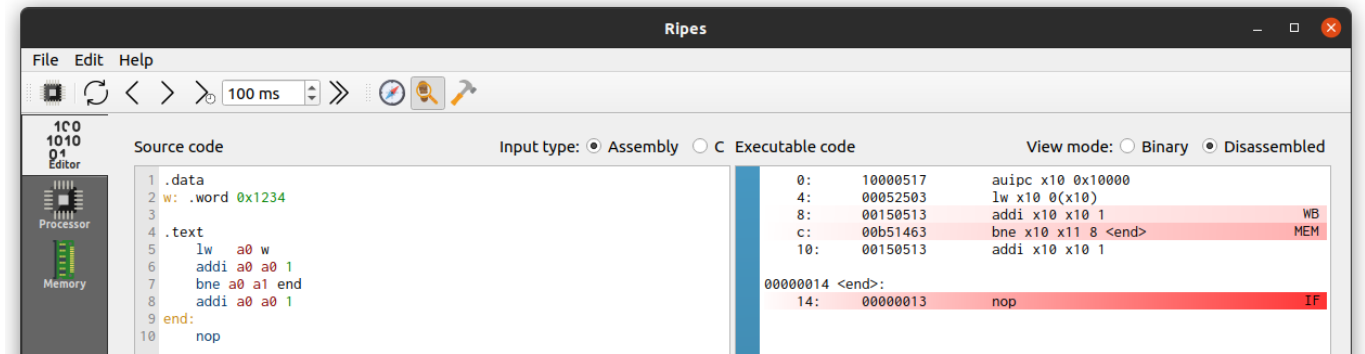 Ripes
File Edit Help
100 ms
Editor
Processor
Memory
Source code Input type: Assembly C
1 .data
2 w: .word 0x1234
3
4 .text
5 lw a0 w
6 addi a0 a0 1
7 bne a0 a1 end
8 addi a0 a0 1
9 end:
10 nop
Executable code View mode: Binary Disassembled
0: 10000517 auipc x10 0x10000
4: 00052503 lw x10 0(x10)
8: 00150513 addi x10 x10 1 WB
c: 00b51463 bne x10 x11 8 <end> MEM
10: 00150513 addi x10 x10 1
00000014 <end>:
14: 00000013 nop IF